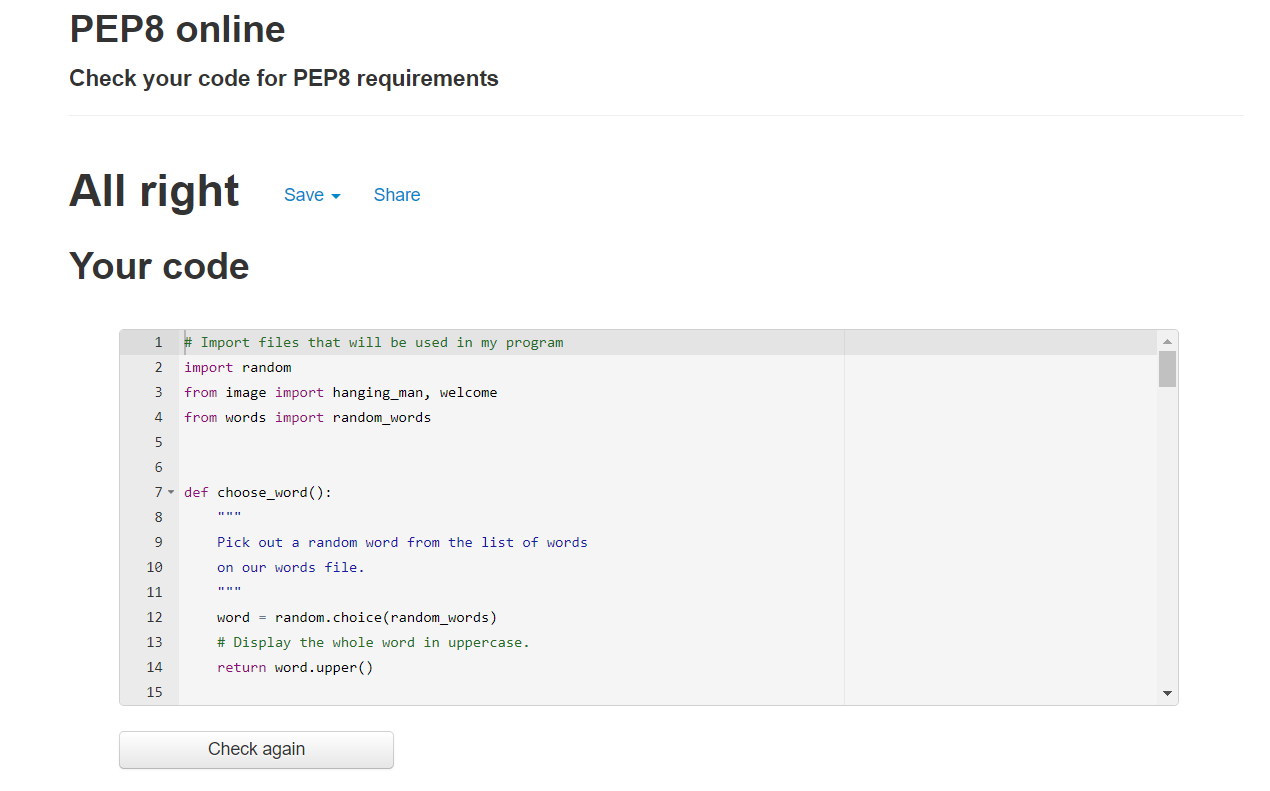 PEP8 online
Check your code for PEP8 requirements
All right Save Share
Your code
1 # Import files that will be used in my program
2 import random
3 from image import hanging_man, welcome
4 from words import random_words
5
6
7 def choose_word():
8     """
9     Pick out a random word from the list of words
10     on our words file.
11     """
12     word = random.choice(random_words)
13     # Display the whole word in uppercase.
14     return word.upper()
15
Check again